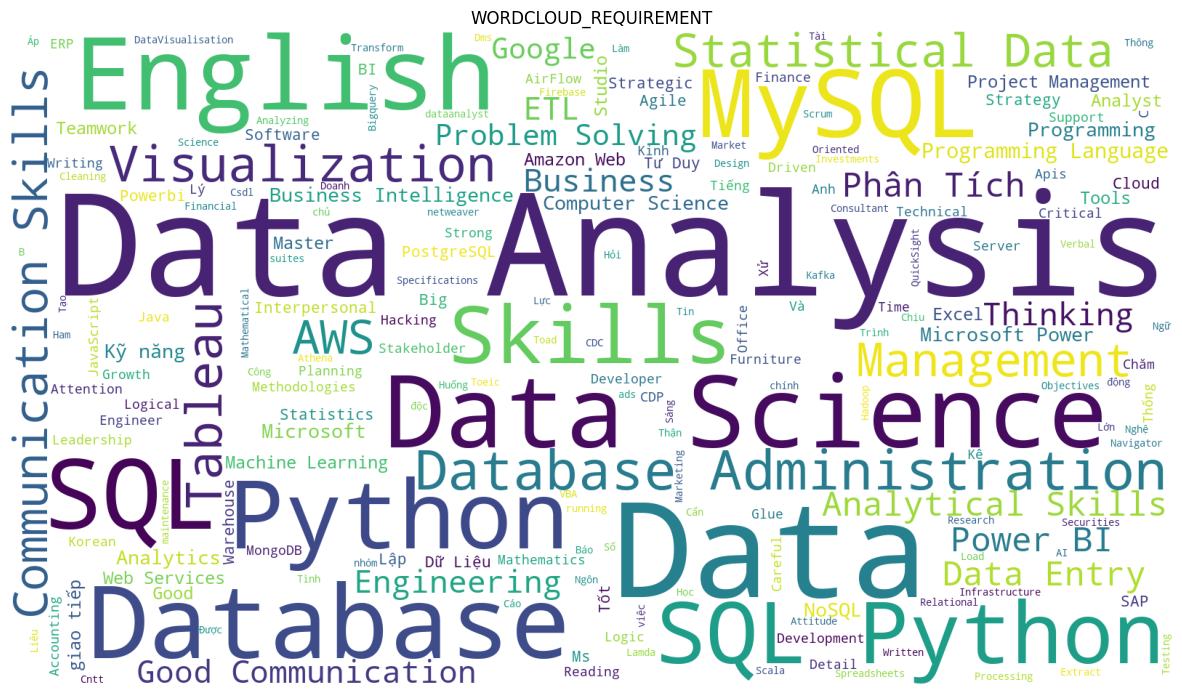 WORDCLOUD_REQUIREMENT
Áp
ERP
DataVisualisation
English
Transform
BI
Bigquery
Dms
Google
AirFlow
Firebase
ETL
Làm
Studio
Strategic
Agile
Statistical Data
Tài
Finance
MySQL
Scrum
Thông
Project Management
Strategy
Analyst
Support
C
Programming
Programming Language
Communication Skills
Teamwork
Science
Analyzing
Software
dataanalyst
Problem Solving
Market
Oriented
Investments
Writing
Cleaning
Visualization
Amazon Web
Kinh
Tư Duy
Design
Driven
Powerbi
Lý
Csdl
Financial
Doanh
Business Intelligence
chủ
netweaver
Business
Computer Science
Tiếng
Anh
Phân Tích
Apis
Cloud
Tools
Consultant
Technical
Critical
Data Analysis
Master
suites
Strong
PostgreSQL
Specifications
Hỏi
Xử
Kafka
QuickSight
Server
Verbal
B
Tao
Ham
JavaScript
Java
Tableau
Mathematical
Interpersonal
Big
Hacking
AWS
Stakeholder
Athena
Planning
Methodologies
Công
Skills
Lực
Toad
CDC
Tin
Office
Furniture
Và
Time
Chịu
Trình
Excel
Microsoft Power
Thinking
Ngữ
Management
Chăm
Kỹ năng
Growth
Attention
Logical
Engineer
Leadership
Statistics
Microsoft
Huống
độc
Toeic
Developer
ads
CDP
Sáng
Thận
chính
Hadoop
Objectives
động
Thống
Lớn
Nghệ
Navigator
Data Science
SQL
Machine Learning
Warehouse
maintenance
Python
VBA
running
Database Administration
Marketing
Kê
Analytical Skills
Korean
Analytics
MongoDB
nhóm
Lập
Dữ Liệu
Mathematics
Báo
Số
Cẩn
Data
Glue
Careful
Research
Securities
Power BI
Load
AI
Data Entry
Web Services
Good
Tính
Engineering
Ngôn
Cáo
Tốt
Học
Infrastructure
Relational
SAP
Liệu
Accounting
giao tiếp
Database
Được
việc
Logic
Lamda
SQL Python
NoSQL
Attitude
Development
Written
Testing
Cntt
Good Communication
Ms
Reading
Scala
Detail
Spreadsheets
Processing
Extract